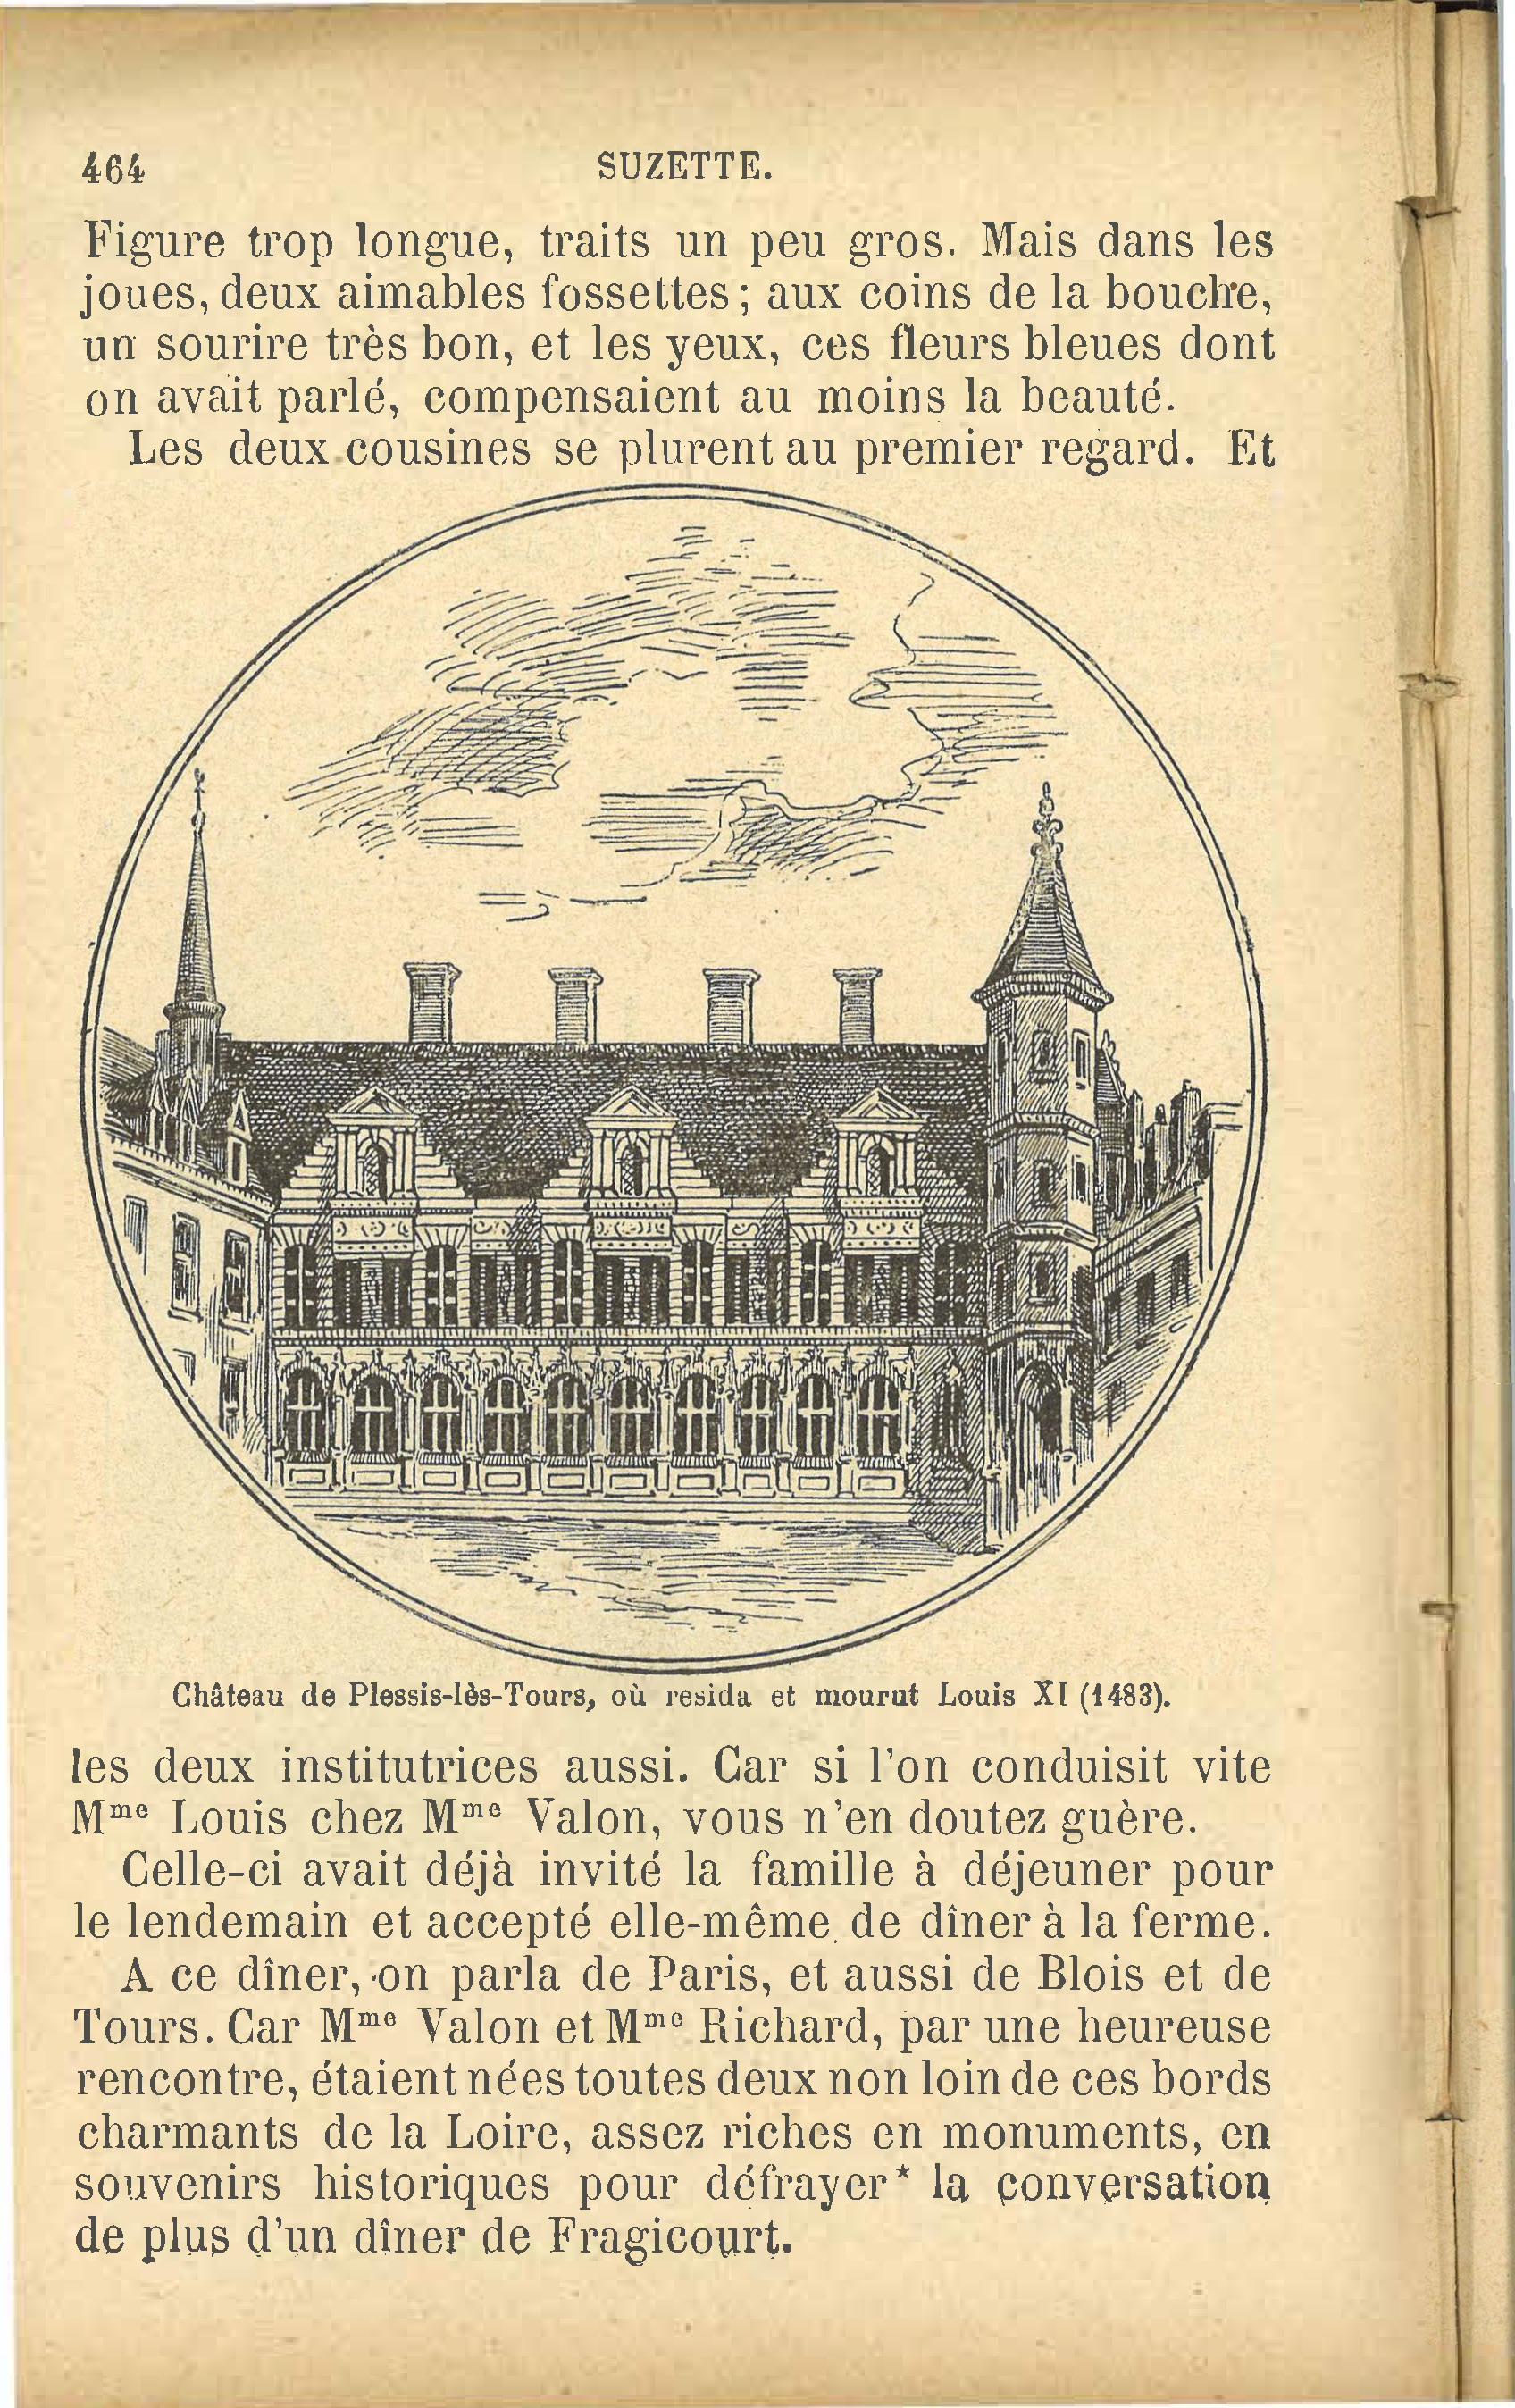 464
SUZETTE.
Figure trop longue, traits un peu gros. Mais dans les
joues, deux aimables fossettes ; aux coins de la bouche,
un sourire très bon, et les yeux, ces fleurs bleues dont
on avait parlé, compensaient au moins la beauté.
Les deux cousines se plurent au premier regard. Et
Château de Plessis-lès-Tours, où resida et mourut Louis XI (1483).
les deux institutrices aussi. Car si l'on conduisit vite
Mme Louis chez Mme Valon, vous n'en doutez guère.
Celle-ci avait déjà invité la famille à déjeuner pour
le lendemain et accepté elle-même de dîner à la ferme.
A ce dîner, on parla de Paris, et aussi de Blois et de
Tours. Car Mme Valon et Mme Richard, par une heureuse
rencontre, étaient nées toutes deux non loin de ces bords
charmants de la Loire, assez riches en monuments, en
souvenirs historiques pour défrayer* la conversation
de plus d'un dîner de Fragicourt.